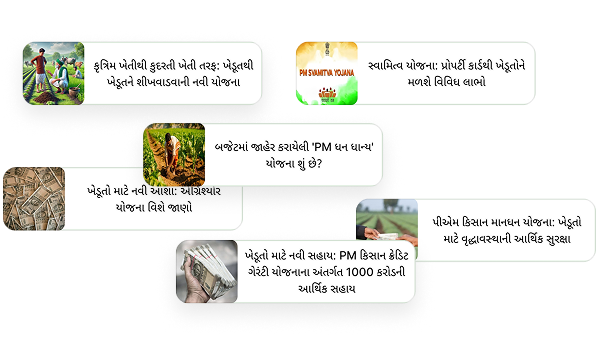 કૃત્રિમ ખેતીથી કુદરતી ખેતી તરફ: ખેડૂતથી
ખેડૂતને શીખવાડવાની નવી યોજના
PM SVAMITVA YOJANA
સ્વામિત્વ યોજના: પ્રોપર્ટી કાર્ડથી ખેડૂતોને
મળશે વિવિધ લાભો
બજેટમાં જાહેર કરાયેલી 'PM ધન ધાન્ય'
યોજના શું છે?
ખેડૂતો માટે નવી આશા: એગ્રિશ્યોર
યોજના વિશે જાણો
પીએમ કિસાન માનધન યોજના: ખેડૂતો
માટે વૃદ્ધાવસ્થાની આર્થિક સુરક્ષા
ખેડૂતો માટે નવી સહાય: PM કિસાન ક્રેડિટ
ગેરંટી યોજનાના અંતર્ગત 1000 કરોડની
આર્થિક સહાય